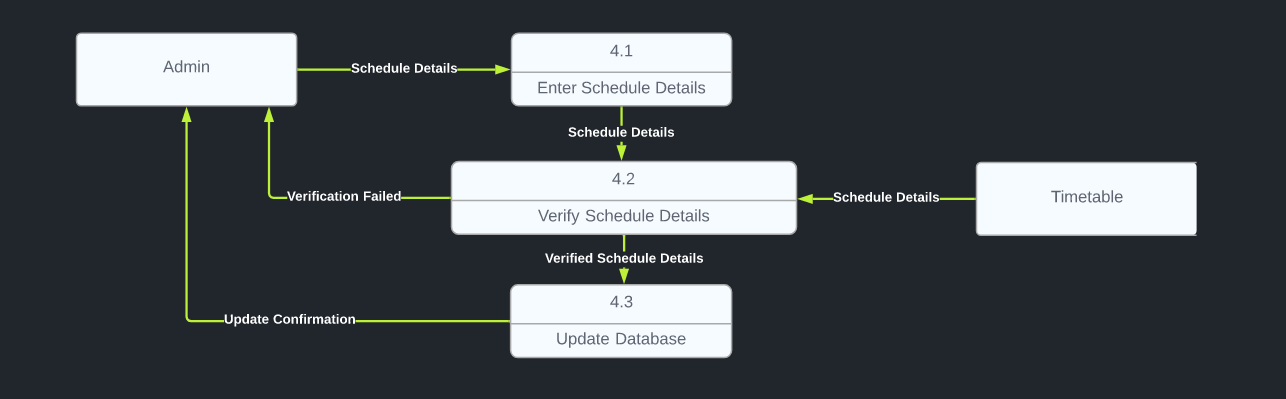 4.1
Admin
Schedule Details
Enter Schedule Details
Schedule Details
4.2
Verification Failed
Schedule Details
Timetable
Verify Schedule Details
Verified Schedule Details
4.3
Update Confirmation
Update Database